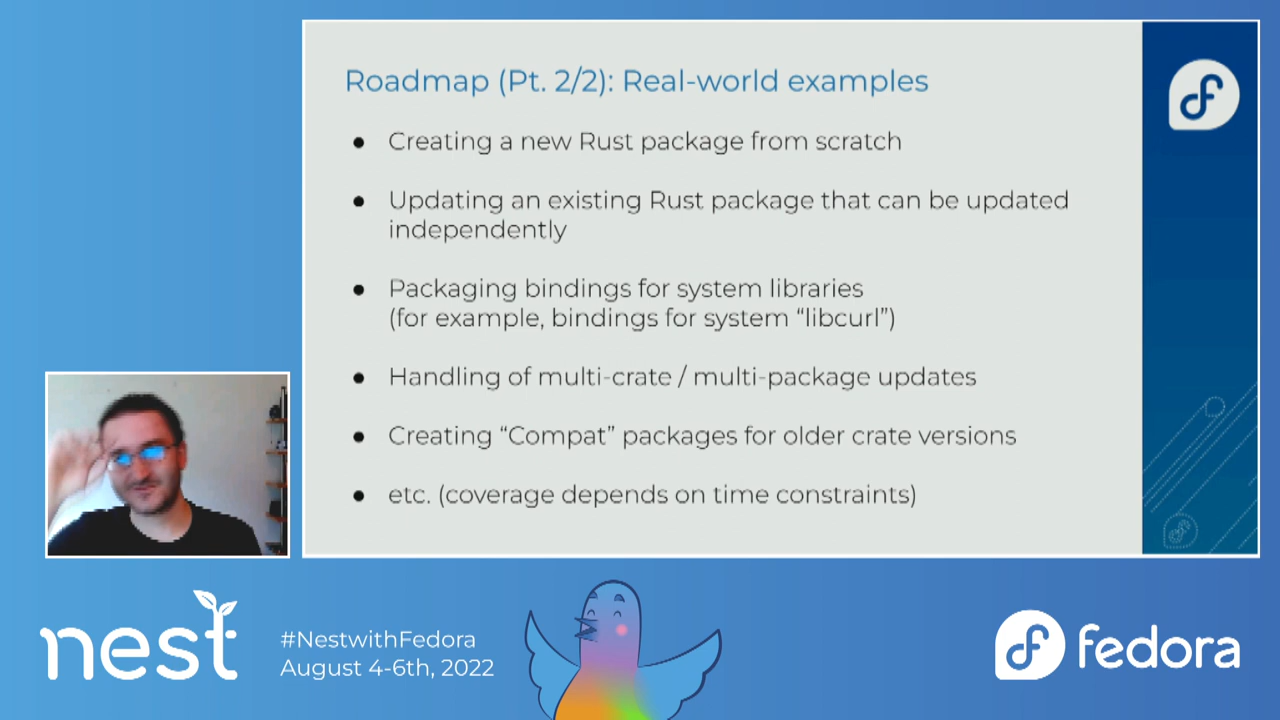 Roadmap (Pt. 2/2): Real-world examples
● Creating a new Rust package from scratch
● Updating an existing Rust package that can be updated
independently
● Packaging bindings for system libraries
(for example, bindings for system “libcurl”)
● Handling of multi-crate / multi-package updates
● Creating “Compat” packages for older crate versions
● etc. (coverage depends on time constraints)
nest
#NestwithFedora
August 4-6th, 2022
fedora